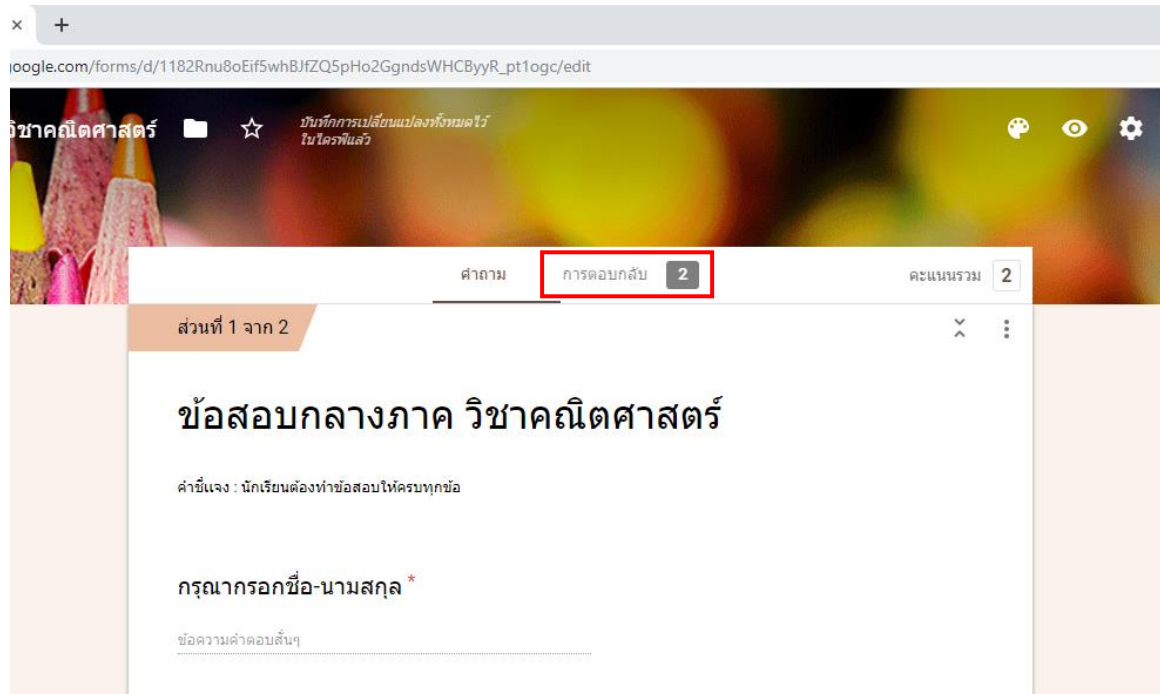 oogle.com/forms/d/1182Rnu8oEif5whBJfZQ5pHo2GgndsWHCByyR_pt1ogc/edit
วิชาคณิตศาสตร์
บันทึกการเปลี่ยนแปลงทั้งหมดไว้
ในไดรฟ์แล้ว
คำถาม การตอบกลับ 2 คะแนนรวม 2
ส่วนที่ 1 จาก 2
ข้อสอบกลางภาค วิชาคณิตศาสตร์
คำชี้แจง : นักเรียนต้องทำข้อสอบให้ครบทุกข้อ
กรุณากรอกชื่อ-นามสกุล *
ข้อความคำตอบสั้นๆ